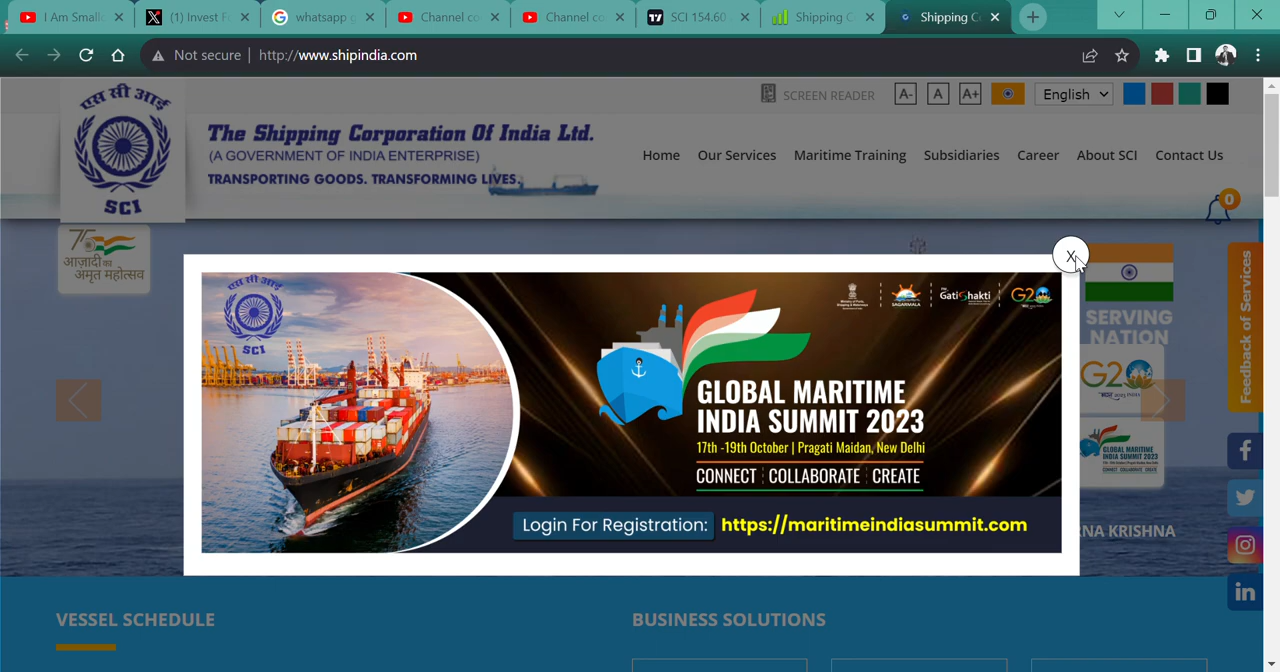 I Am Small
(1) Invest F
whatsapp g
Channel co
Channel co
SCI 154.60
Shipping C
Shipping C
Not secure
http://www.shipindia.com
SCREEN READER
A-
A
A+
English
एस सी आई
SCI
The Shipping Corporation Of India Ltd.
(A GOVERNMENT OF INDIA ENTERPRISE)
TRANSPORTING GOODS. TRANSFORMING LIVES.
Home
Our Services
Maritime Training
Subsidiaries
Career
About SCI
Contact Us
0
75
आज़ादी का
अमृत महोत्सव
X
एस सी आई
SCI
SAGARMALA
GatiShakti
G20
GLOBAL MARITIME
INDIA SUMMIT 2023
17th -19th October | Pragati Maidan, New Delhi
CONNECT | COLLABORATE | CREATE
Login For Registration: https://maritimeindiasummit.com
SERVING
NATION
G20
INDIA SUMMIT 2023
RNA KRISHNA
Feedback of Services
VESSEL SCHEDULE
BUSINESS SOLUTIONS